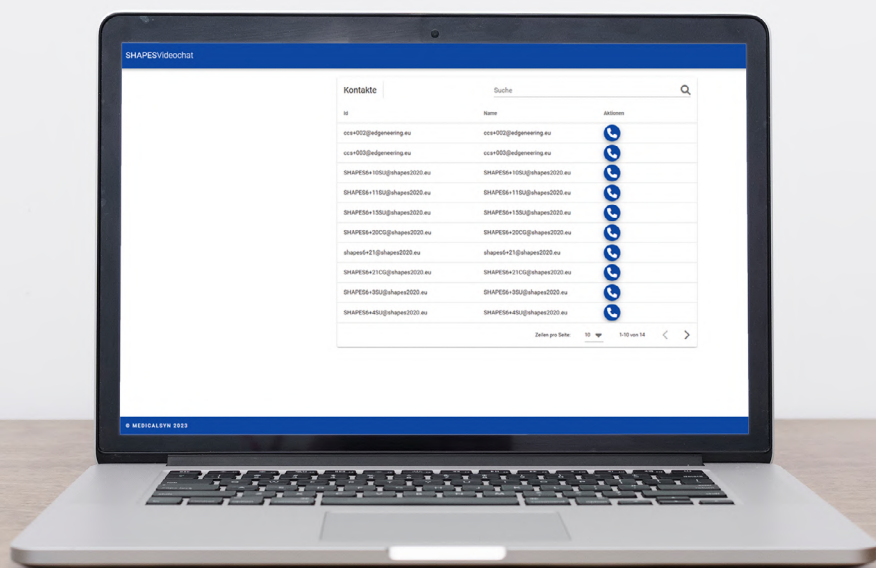 SHAPESVideochat
Kontakte Suche
Id Name Aktionen
ccs+002@edgeneering.eu ccs+002@edgeneering.eu
ccs+003@edgeneering.eu ccs+003@edgeneering.eu
SHAPES6+10SU@shapes2020.eu SHAPES6+10SU@shapes2020.eu
SHAPES6+11SU@shapes2020.eu SHAPES6+11SU@shapes2020.eu
SHAPES6+15SU@shapes2020.eu SHAPES6+15SU@shapes2020.eu
SHAPES6+20CG@shapes2020.eu SHAPES6+20CG@shapes2020.eu
shapes6+21@shapes2020.eu shapes6+21@shapes2020.eu
SHAPES6+21CG@shapes2020.eu SHAPES6+21CG@shapes2020.eu
SHAPES6+3SU@shapes2020.eu SHAPES6+3SU@shapes2020.eu
SHAPES6+4SU@shapes2020.eu SHAPES6+4SU@shapes2020.eu
Zeilen pro Seite: 10 1-10 von 14
© MEDICALSYN 2023